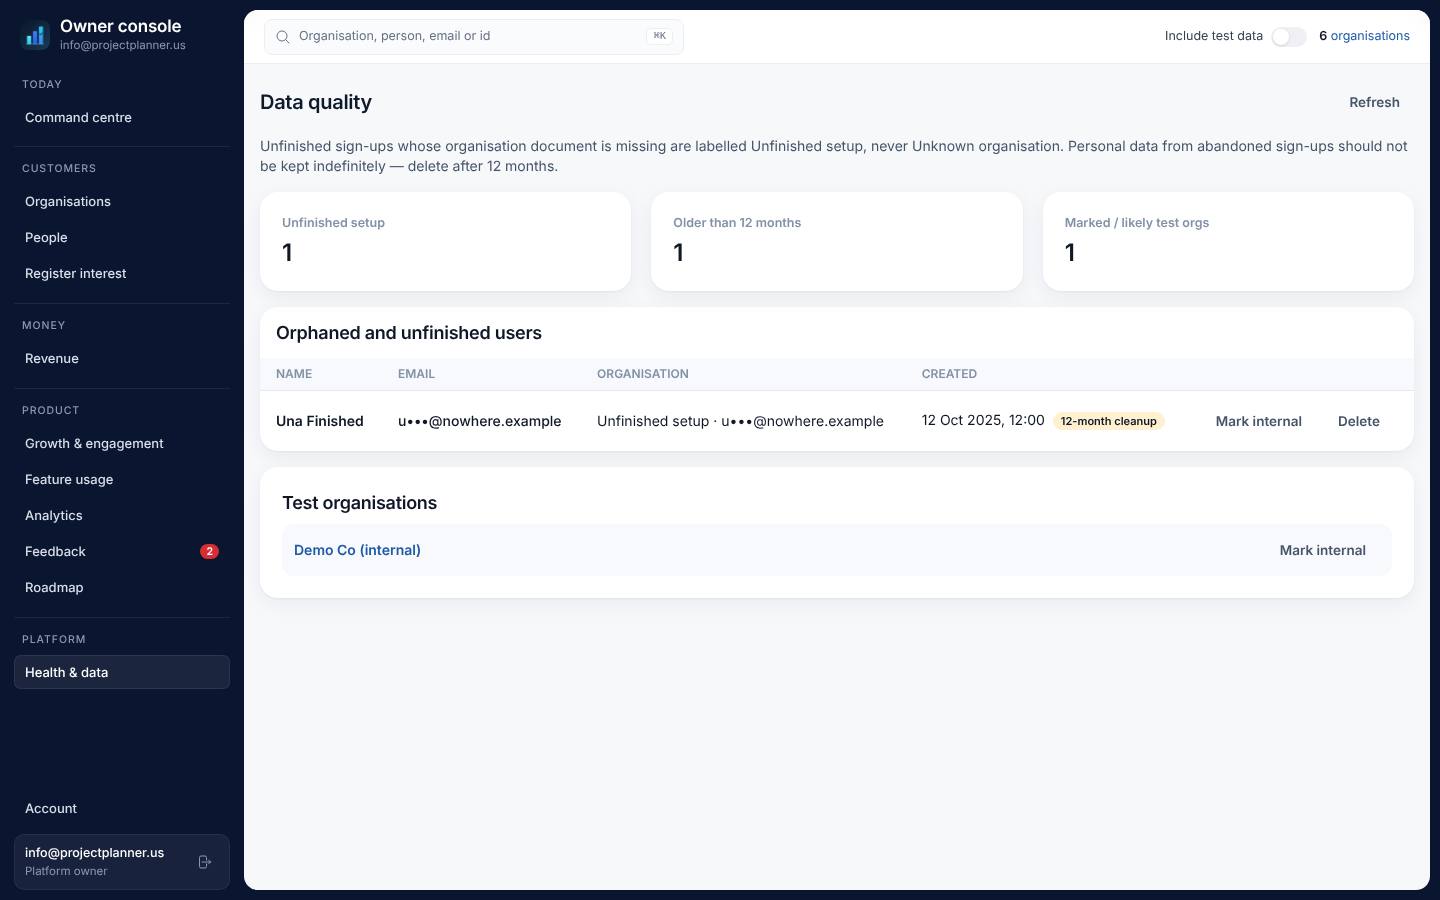 Owner console
info@projectplanner.us
TODAY
Command centre
CUSTOMERS
Organisations
People
Register interest
MONEY
Revenue
PRODUCT
Growth & engagement
Feature usage
Analytics
Feedback 2
Roadmap
PLATFORM
Health & data
Account
info@projectplanner.us
Platform owner
Organisation, person, email or id ⌘K
Include test data 6 organisations
Data quality Refresh
Unfinished sign-ups whose organisation document is missing are labelled Unfinished setup, never Unknown organisation. Personal data from abandoned sign-ups should not
be kept indefinitely — delete after 12 months.
Unfinished setup
1
Older than 12 months
1
Marked / likely test orgs
1
Orphaned and unfinished users
NAME EMAIL ORGANISATION CREATED
Una Finished u•••@nowhere.example Unfinished setup · u•••@nowhere.example 12 Oct 2025, 12:00 12-month cleanup Mark internal Delete
Test organisations
Demo Co (internal) Mark internal